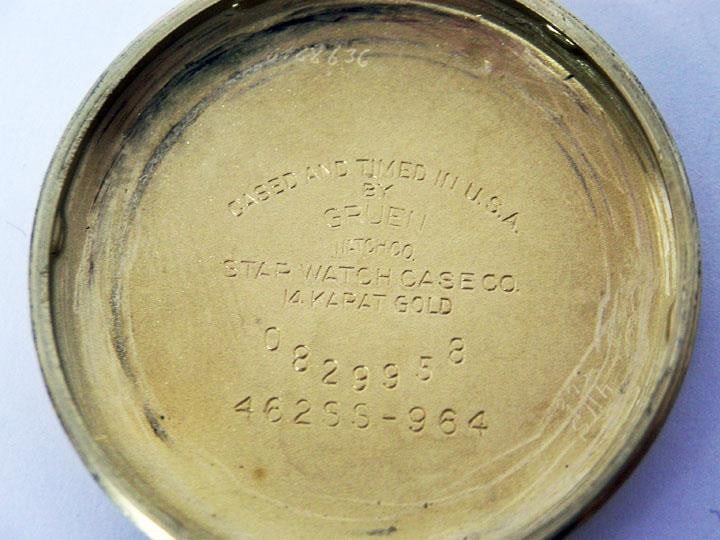 CASED AND TIMED IN U.S.A.
BY
GRUEN
WATCH CO.
STAR WATCH CASE CO.
14 KARAT GOLD
0829958
462SS-964